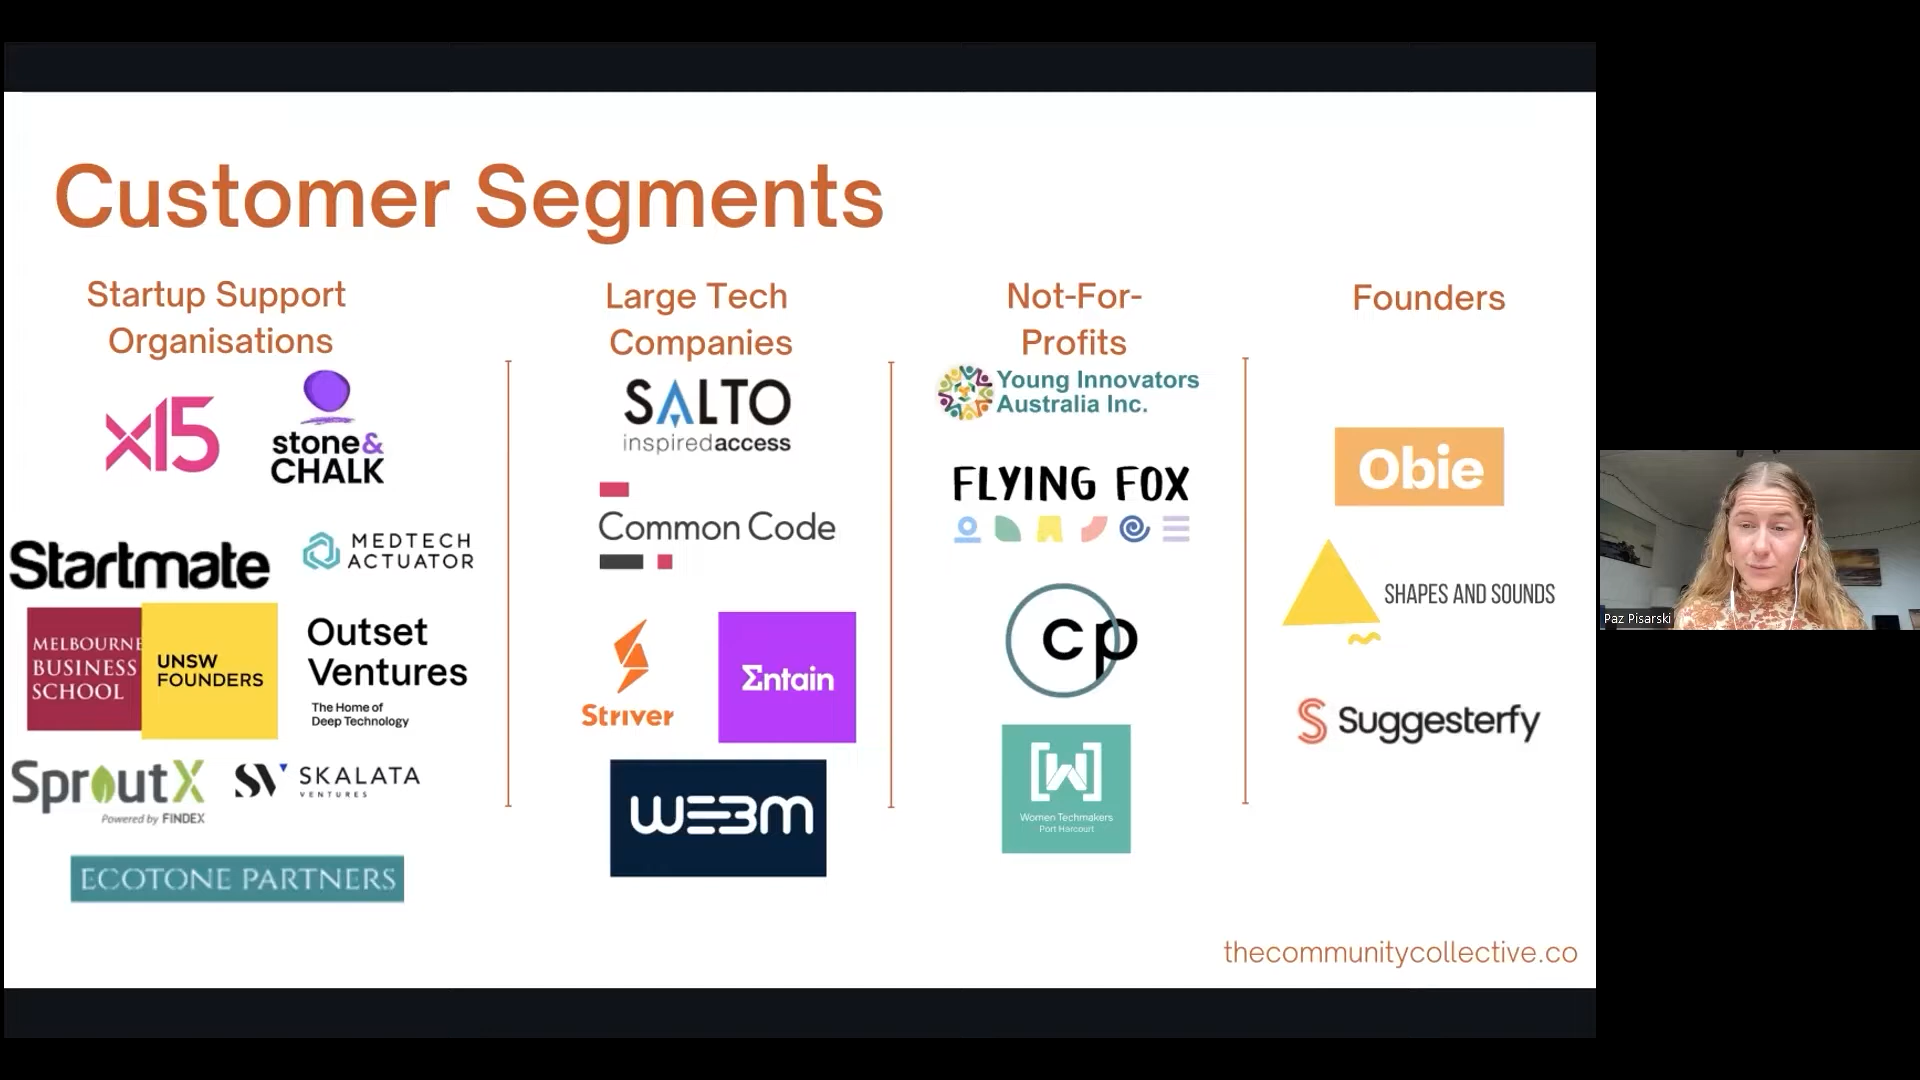 Customer Segments
Startup Support
Organisations
x15
stone&
CHALK
Startmate
MEDTECH
ACTUATOR
MELBOURNE
BUSINESS
SCHOOL
UNSW
FOUNDERS
Outset
Ventures
The Home of
Deep Technology
SproutX
Powered by FINDEX
SV SKALATA
VENTURES
ECOTONE PARTNERS
Large Tech
Companies
SALTO
inspiredaccess
Common Code
Striver
Σntain
WE3M
Not-For-
Profits
Young Innovators
Australia Inc.
FLYING FOX
cp
[W]
Women Techmakers
Port Harcourt
Founders
Obie
SHAPES AND SOUNDS
S Suggesterfy
thecommunitycollective.co
Paz Pisarski